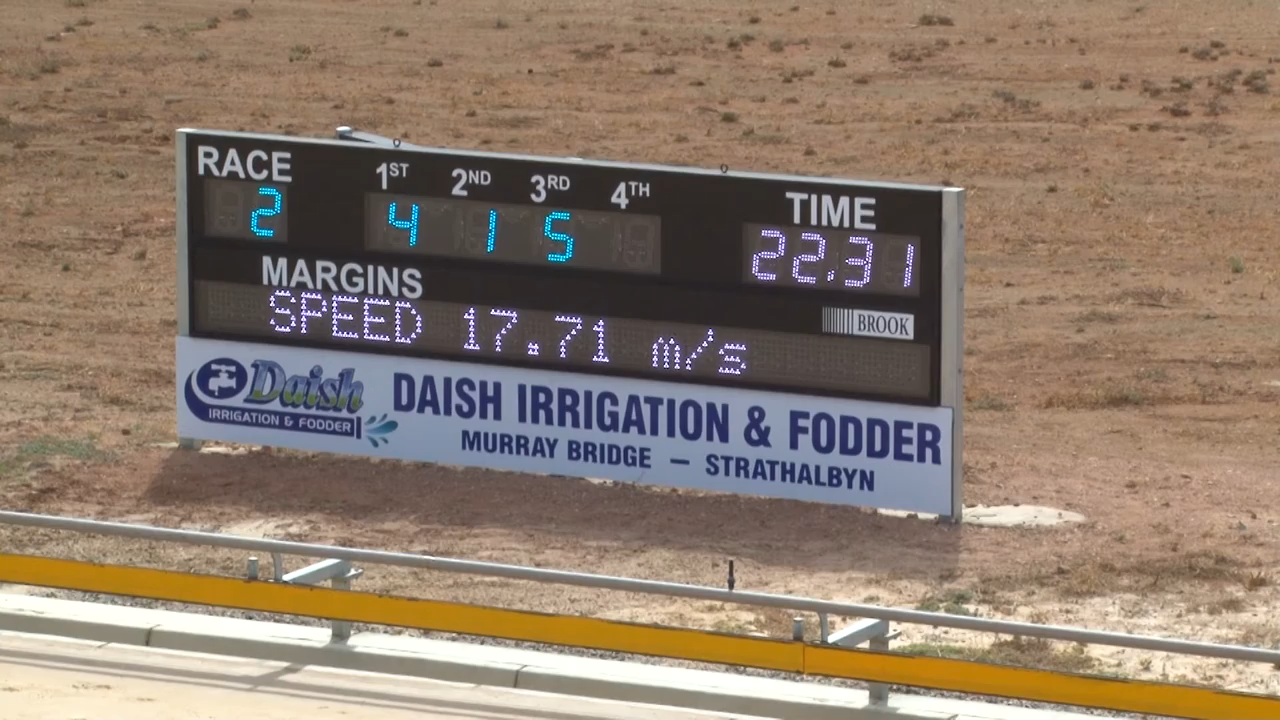 RACE 1ST 2ND 3RD 4TH TIME
2 4 1 5 22.31
MARGINS
BROOK
SPEED 17.71 m/s
Daish
IRRIGATION & FODDER
DAISH IRRIGATION & FODDER
MURRAY BRIDGE — STRATHALBYN